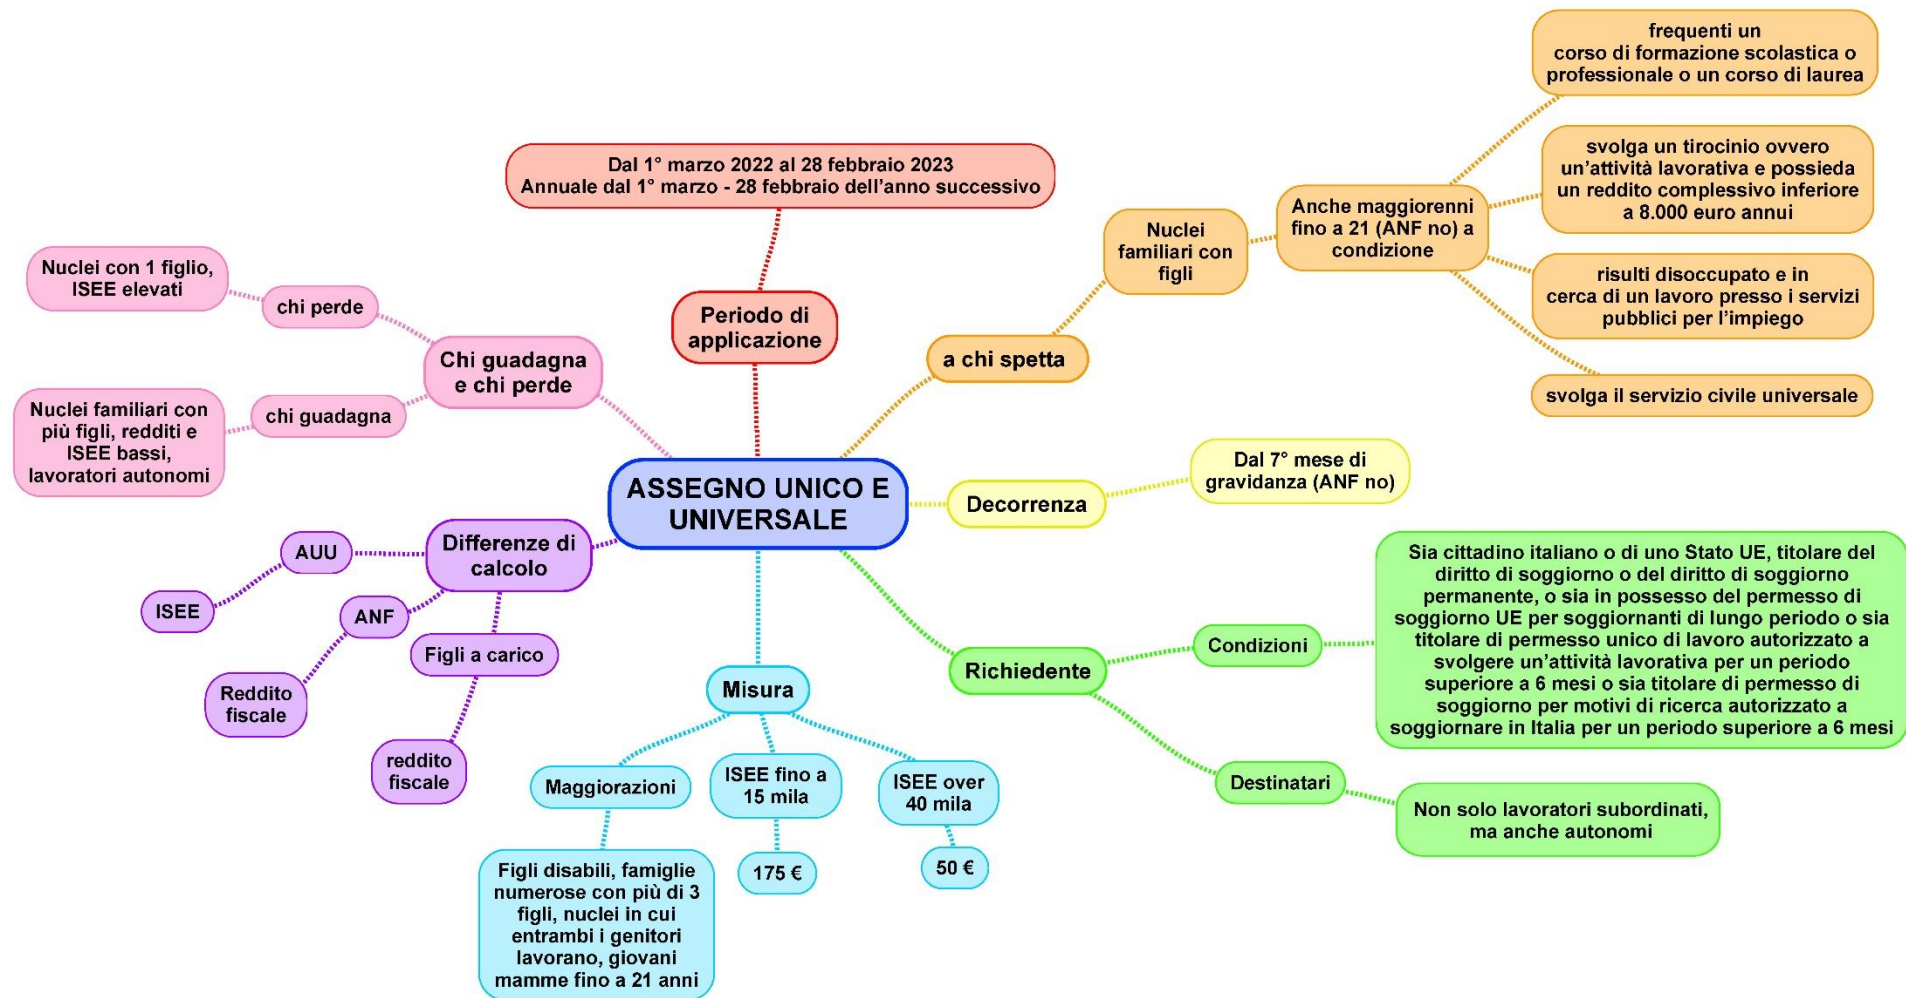 ASSEGNO UNICO E
UNIVERSALE
Periodo di
applicazione
Dal 1° marzo 2022 al 28 febbraio 2023
Annuale dal 1° marzo - 28 febbraio dell'anno successivo
a chi spetta
Nuclei
familiari con
figli
Anche maggiorenni
fino a 21 (ANF no) a
condizione
frequenti un
corso di formazione scolastica o
professionale o un corso di laurea
svolga un tirocinio ovvero
un'attività lavorativa e possieda
un reddito complessivo inferiore
a 8.000 euro annui
risulti disoccupato e in
cerca di un lavoro presso i servizi
pubblici per l'impiego
svolga il servizio civile universale
Decorrenza
Dal 7° mese di
gravidanza (ANF no)
Richiedente
Condizioni
Sia cittadino italiano o di uno Stato UE, titolare del
diritto di soggiorno o del diritto di soggiorno
permanente, o sia in possesso del permesso di
soggiorno UE per soggiornanti di lungo periodo o sia
titolare di permesso unico di lavoro autorizzato a
svolgere un'attività lavorativa per un periodo
superiore a 6 mesi o sia titolare di permesso di
soggiorno per motivi di ricerca autorizzato a
soggiornare in Italia per un periodo superiore a 6 mesi
Destinatari
Non solo lavoratori subordinati,
ma anche autonomi
Misura
Maggiorazioni
Figli disabili, famiglie
numerose con più di 3
figli, nuclei in cui
entrambi i genitori
lavorano, giovani
mamme fino a 21 anni
ISEE fino a
15 mila
175 €
ISEE over
40 mila
50 €
Differenze di
calcolo
AUU
ISEE
ANF
Reddito
fiscale
Figli a carico
reddito
fiscale
Chi guadagna
e chi perde
chi perde
Nuclei con 1 figlio,
ISEE elevati
chi guadagna
Nuclei familiari con
più figli, redditi e
ISEE bassi,
lavoratori autonomi